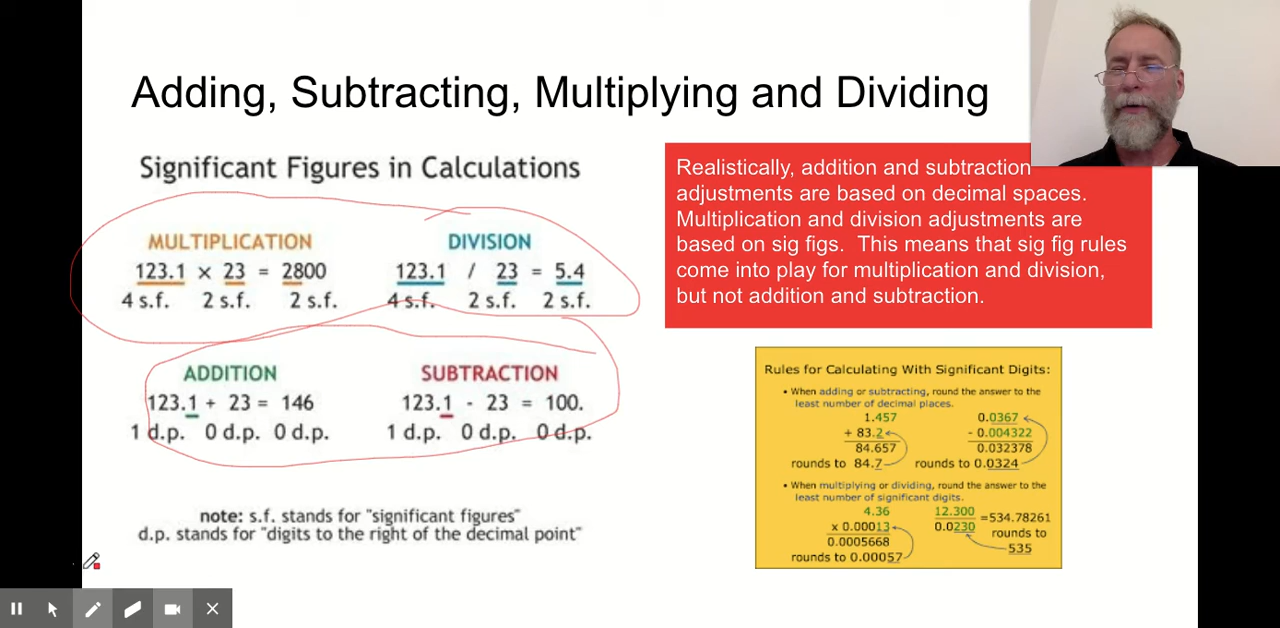 Adding, Subtracting, Multiplying and Dividing
Significant Figures in Calculations
MULTIPLICATION
123.1 × 23 = 2800
4 s.f. 2 s.f. 2 s.f.
DIVISION
123.1 / 23 = 5.4
4 s.f. 2 s.f. 2 s.f.
ADDITION
123.1 + 23 = 146
1 d.p. 0 d.p. 0 d.p.
SUBTRACTION
123.1 - 23 = 100.
1 d.p. 0 d.p. 0 d.p.
note: s.f. stands for "significant figures"
d.p. stands for "digits to the right of the decimal point"
Realistically, addition and subtraction
adjustments are based on decimal spaces.
Multiplication and division adjustments are
based on sig figs. This means that sig fig rules
come into play for multiplication and division,
but not addition and subtraction.
Rules for Calculating With Significant Digits:
• When adding or subtracting, round the answer to the
least number of decimal places.
1.457
+ 83.2
84.657
rounds to 84.7
0.0367
- 0.004322
0.032378
rounds to 0.0324
• When multiplying or dividing, round the answer to the
least number of significant digits.
4.36
x 0.00013
0.0005668
rounds to 0.00057
12.300
0.0230
=534.78261
rounds to
535